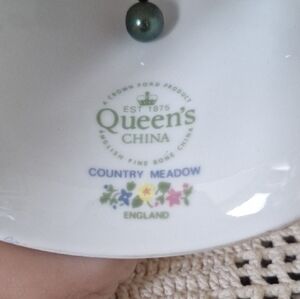 A CROWN FORD PRODUCT
EST 1875
Queen's
CHINA
ENGLISH FINE BONE CHINA
COUNTRY MEADOW
ENGLAND